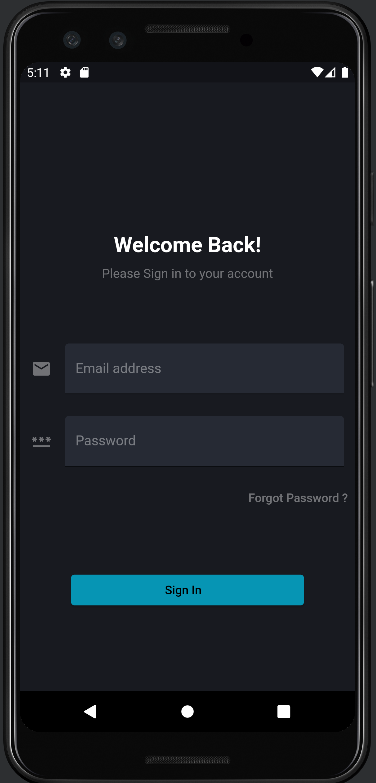 5:11
Welcome Back!
Please Sign in to your account
Email address
***
Password
Forgot Password ?
Sign In